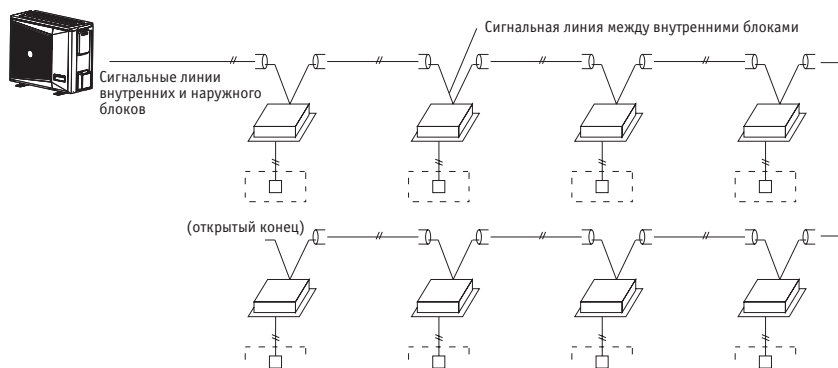 Сигнальная линия между внутренними блоками
Сигнальные линии
внутренних и наружного
блоков
(открытый конец)